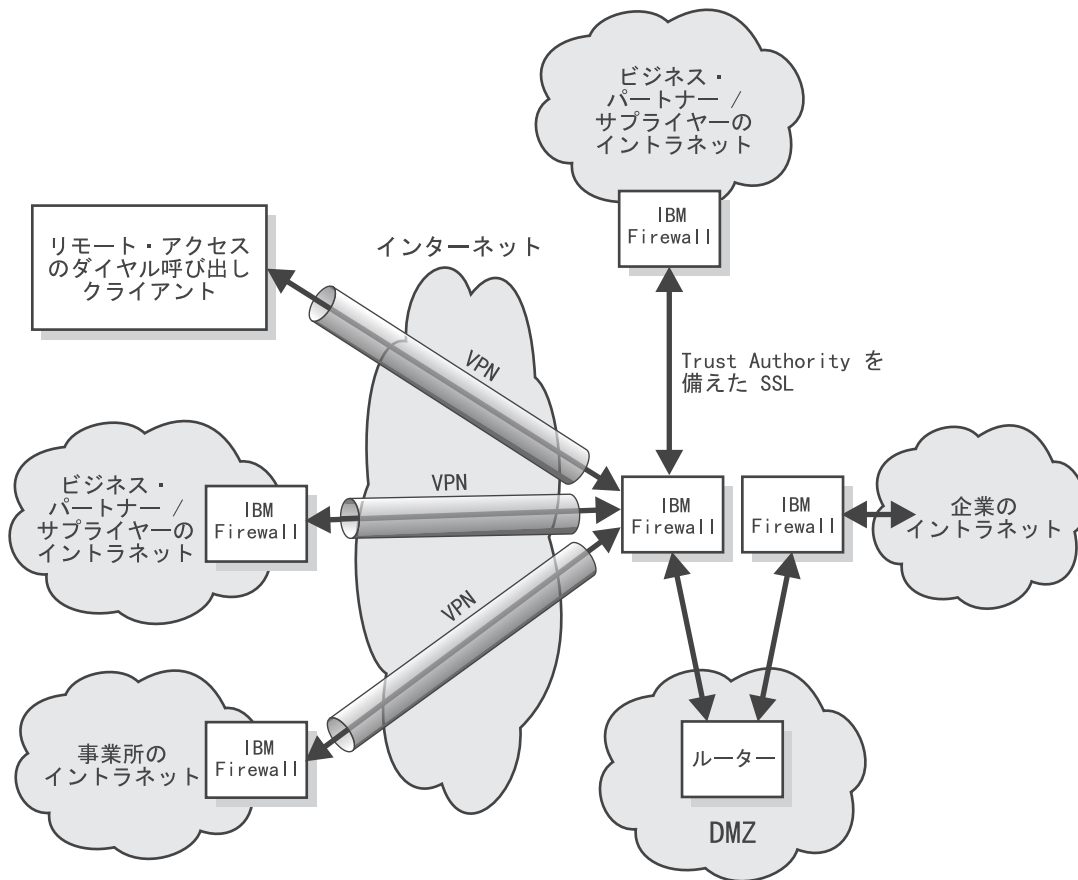 ビジネス・
パートナー /
サプライヤーの
イントラネット
IBM
Firewall
リモート・アクセス
のダイヤル呼び出し
クライアント
インターネット
VPN
Trust Authority を
備えた SSL
ビジネス・
パートナー /
サプライヤーの
イントラネット
IBM
Firewall
VPN
IBM
Firewall
IBM
Firewall
企業の
イントラネット
VPN
事業所の
イントラネット
IBM
Firewall
ルーター
DMZ